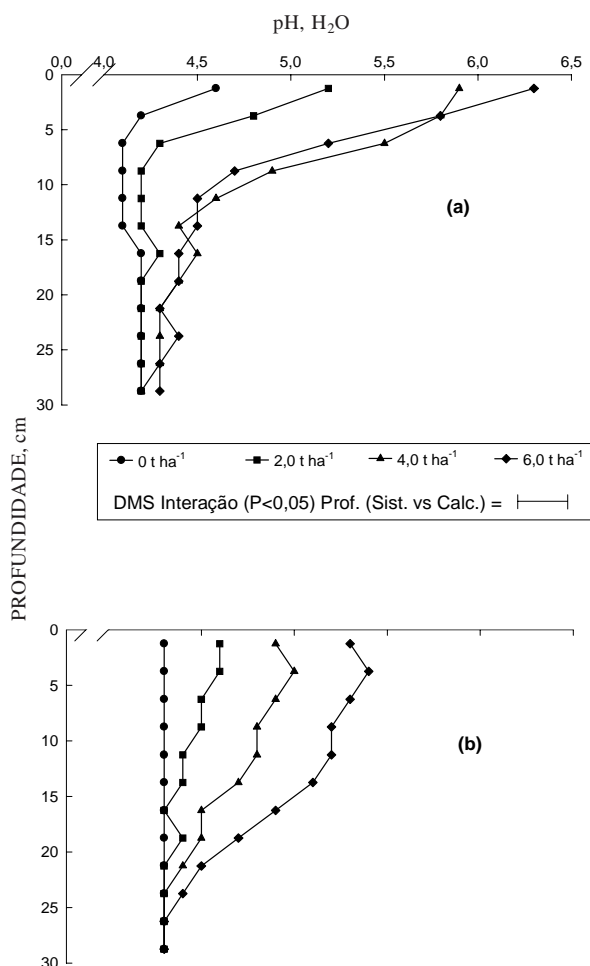 pH, H2O
0,0 4,0 4,5 5,0 5,5 6,0 6,5
0
5
10
15
20
25
30
(a)
PROFUNDIDADE, cm
0 t ha-1 2,0 t ha-1 4,0 t ha-1 6,0 t ha-1
DMS Interação (P<0,05) Prof. (Sist. vs Calc.) =
0
5
10
15
20
25
30
(b)